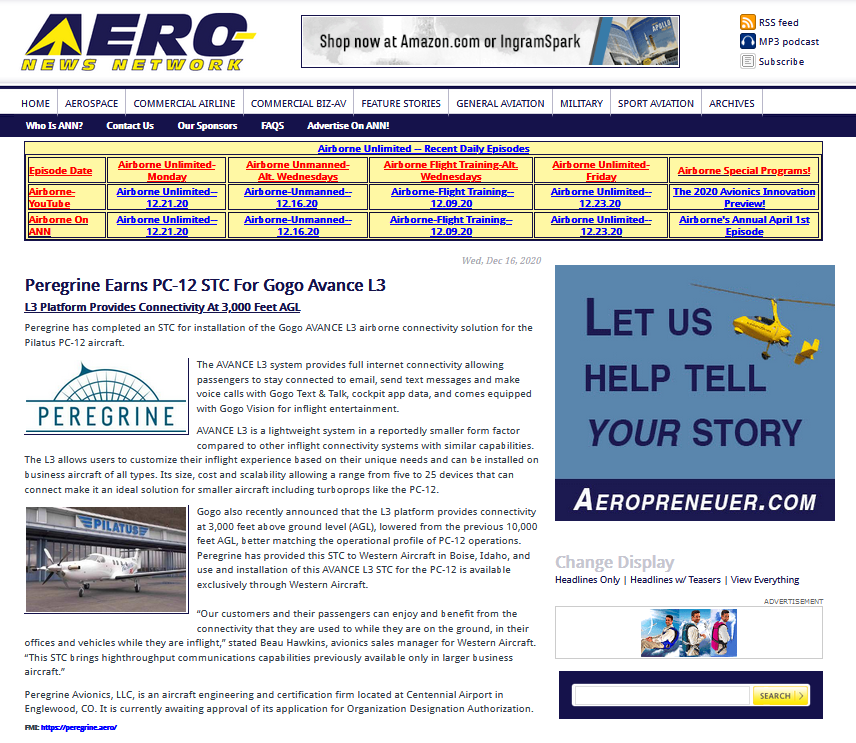 AERO-
NEWS NETWORK
Shop now at Amazon.com or IngramSpark
APOLLO
RSS feed
MP3 podcast
Subscribe
HOME AEROSPACE COMMERCIAL AIRLINE COMMERCIAL BIZ-AV FEATURE STORIES GENERAL AVIATION MILITARY SPORT AVIATION ARCHIVES
Who Is ANN? Contact Us Our Sponsors FAQS Advertise On ANN!
Airborne Unlimited -- Recent Daily Episodes
Episode Date
Airborne Unlimited-
Monday
Airborne Unmanned-
Alt. Wednesdays
Airborne Flight Training-Alt.
Wednesdays
Airborne Unlimited-
Friday
Airborne Special Programs!
Airborne-
YouTube
Airborne Unlimited--
12.21.20
Airborne-Unmanned--
12.16.20
Airborne-Flight Training--
12.09.20
Airborne Unlimited--
12.23.20
The 2020 Avionics Innovation
Preview!
Airborne On
ANN
Airborne Unlimited--
12.21.20
Airborne-Unmanned--
12.16.20
Airborne-Flight Training--
12.09.20
Airborne Unlimited--
12.23.20
Airborne's Annual April 1st
Episode
Wed, Dec 16, 2020
Peregrine Earns PC-12 STC For Gogo Avance L3
L3 Platform Provides Connectivity At 3,000 Feet AGL
Peregrine has completed an STC for installation of the Gogo AVANCE L3 airborne connectivity solution for the
Pilatus PC-12 aircraft.
PEREGRINE
The AVANCE L3 system provides full internet connectivity allowing
passengers to stay connected to email, send text messages and make
voice calls with Gogo Text & Talk, cockpit app data, and comes equipped
with Gogo Vision for inflight entertainment.
AVANCE L3 is a lightweight system in a reportedly smaller form factor
compared to other inflight connectivity systems with similar capabilities.
The L3 allows users to customize their inflight experience based on their unique needs and can be installed on
business aircraft of all types. Its size, cost and scalability allowing a range from five to 25 devices that can
connect make it an ideal solution for smaller aircraft including turboprops like the PC-12.
PILATUS
Gogo also recently announced that the L3 platform provides connectivity
at 3,000 feet above ground level (AGL), lowered from the previous 10,000
feet AGL, better matching the operational profile of PC-12 operations.
Peregrine has provided this STC to Western Aircraft in Boise, Idaho, and
use and installation of this AVANCE L3 STC for the PC-12 is available
exclusively through Western Aircraft.
“Our customers and their passengers can enjoy and benefit from the
connectivity that they are used to while they are on the ground, in their
offices and vehicles while they are inflight,” stated Beau Hawkins, avionics sales manager for Western Aircraft.
“This STC brings highthroughput communications capabilities previously available only in larger business
aircraft.”
Peregrine Avionics, LLC, is an aircraft engineering and certification firm located at Centennial Airport in
Englewood, CO. It is currently awaiting approval of its application for Organization Designation Authorization.
FMI: https://peregrine.aero/
LET US
HELP TELL
YOUR STORY
AEROPRENEUER.COM
Change Display
Headlines Only | Headlines w/ Teasers | View Everything
ADVERTISEMENT
SEARCH